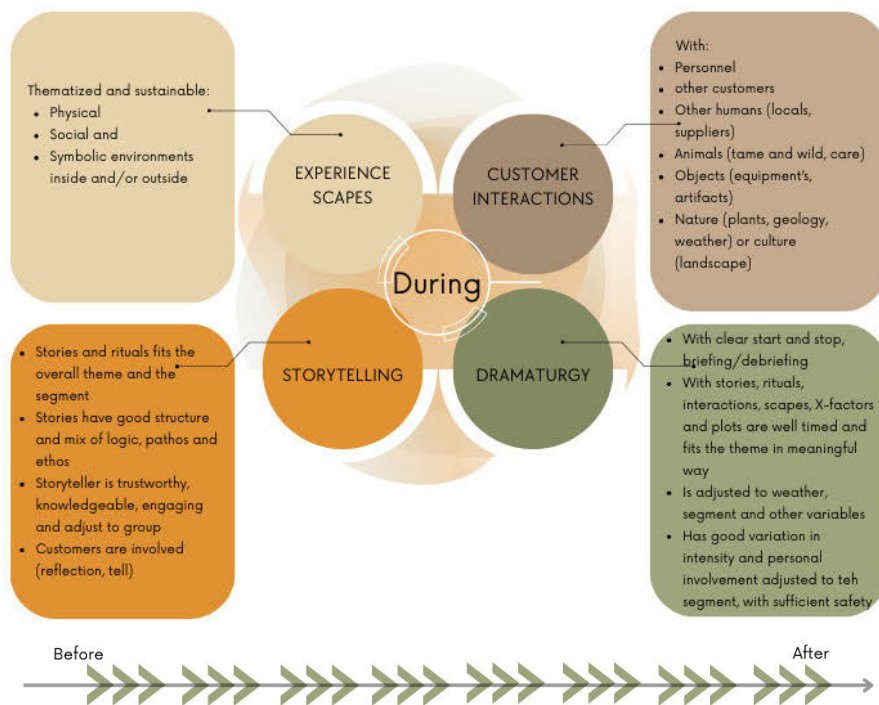 Thematized and sustainable:
• Physical
• Social and
• Symbolic environments
inside and/or outside
EXPERIENCE
SCAPES
CUSTOMER
INTERACTIONS
With:
• Personnel
• other customers
• Other humans (locals,
suppliers)
• Animals (tame and wild, care)
• Objects (equipment's,
artifacts)
• Nature (plants, geology,
weather) or culture
(landscape)
During
• Stories and rituals fits the
overall theme and the
segment
• Stories have good structure
and mix of logic, pathos and
ethos
• Storyteller is trustworthy,
knowledgeable, engaging
and adjust to group
• Customers are involved
(reflection, tell)
STORYTELLING
DRAMATURGY
• With clear start and stop,
briefing/debriefing
• With stories, rituals,
interactions, scapes, X-factors
and plots are well timed and
fits the theme in meaningful
way
• Is adjusted to weather,
segment and other variables
• Has good variation in
intensity and personal
involvement adjusted to teh
segment, with sufficient safety
Before
After